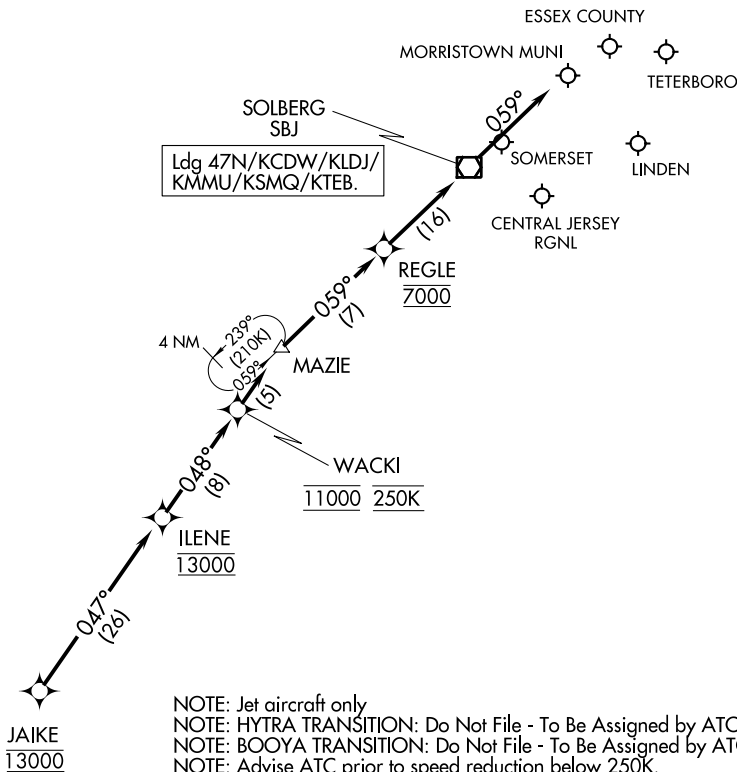 ESSEX COUNTY
MORRISTOWN MUNI
TETERBORO
SOLBERG
SBJ
059°
Ldg 47N/KCDW/KLDJ/
KMMU/KSMQ/KTEB.
SOMERSET
LINDEN
CENTRAL JERSEY
RGNL
(16)
REGLE
7000
059°
(7)
4 NM
239°
(210K)
059°
MAZIE
(5)
WACKI
11000 250K
048°
(8)
ILENE
13000
047°
(26)
JAIKE
13000
NOTE: Jet aircraft only
NOTE: HYTRA TRANSITION: Do Not File - To Be Assigned by ATC
NOTE: BOOYA TRANSITION: Do Not File - To Be Assigned by ATC
NOTE: Advise ATC prior to speed reduction below 250K.